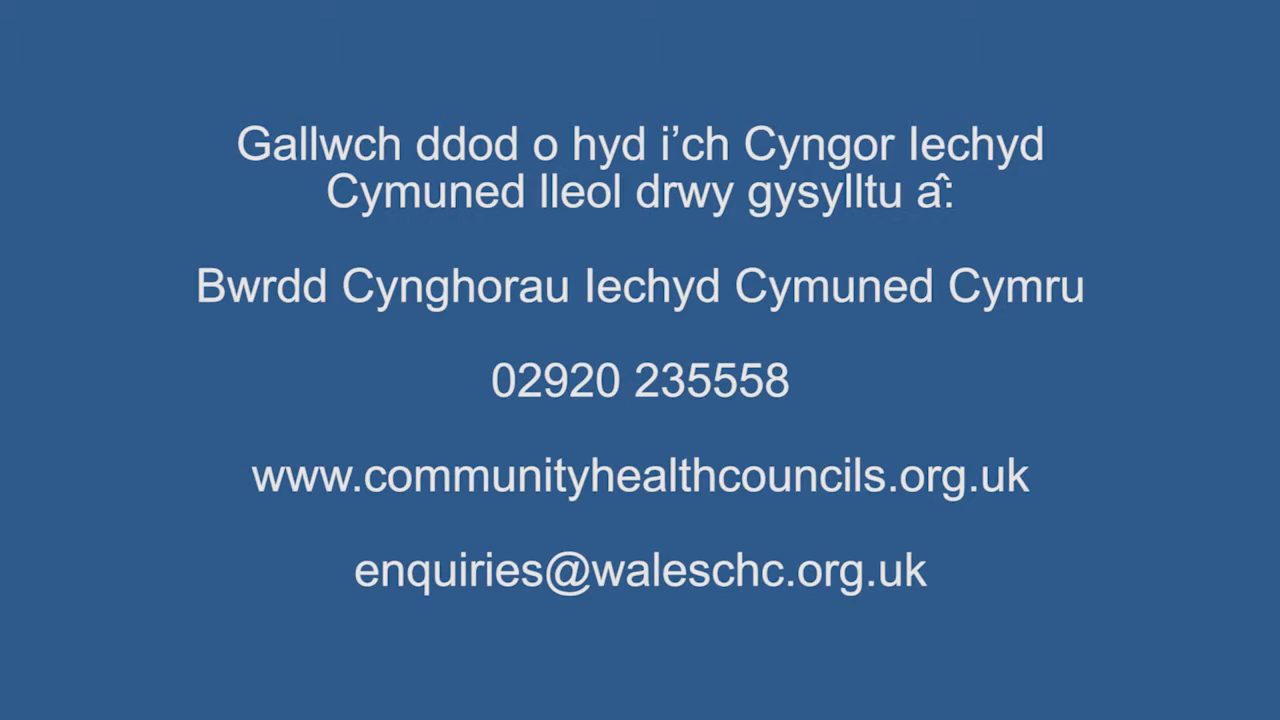 Gallwch ddod o hyd i’ch Cyngor Iechyd
Cymuned lleol drwy gysylltu â:
Bwrdd Cynghorau Iechyd Cymuned Cymru
02920 235558
www.communityhealthcouncils.org.uk
enquiries@waleschc.org.uk